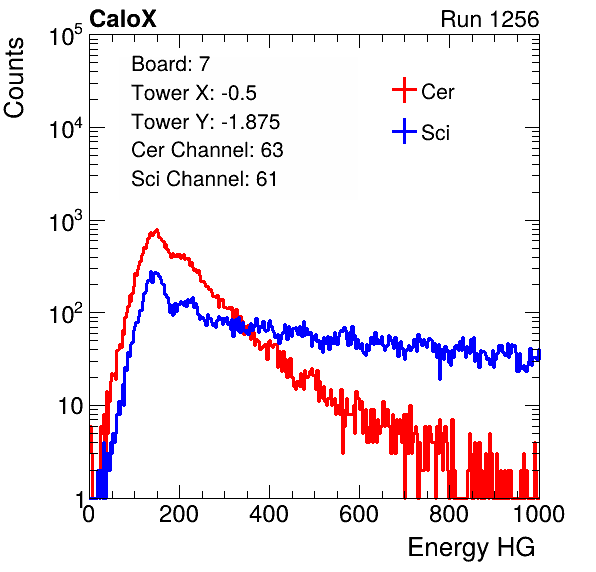 CaloX Run 1256
Counts
10^5
10^4
10^3
10^2
10
1
Board: 7
Tower X: -0.5
Tower Y: -1.875
Cer Channel: 63
Sci Channel: 61
Cer
Sci
0 200 400 600 800 1000
Energy HG